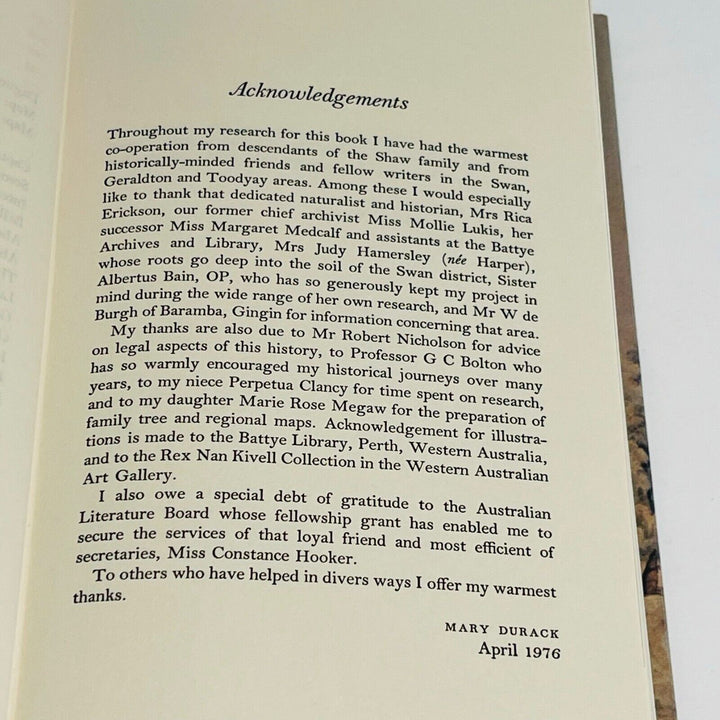 Acknowledgements
Throughout my research for this book I have had the warmest
co-operation from descendants of the Shaw family and from
historically-minded friends and fellow writers in the Swan,
Geraldton and Toodyay areas. Among these I would especially
like to thank that dedicated naturalist and historian, Mrs Rica
Erickson, our former chief archivist Miss Mollie Lukis, her
successor Miss Margaret Medcalf and assistants at the Battye
Archives and Library, Mrs Judy Hamersley (née Harper),
whose roots go deep into the soil of the Swan district, Sister
Albertus Bain, OP, who has so generously kept my project in
mind during the wide range of her own research, and Mr W de
Burgh of Baramba, Gingin for information concerning that area.
My thanks are also due to Mr Robert Nicholson for advice
on legal aspects of this history, to Professor G C Bolton who
has so warmly encouraged my historical journeys over many
years, to my niece Perpetua Clancy for time spent on research,
and to my daughter Marie Rose Megaw for the preparation of
family tree and regional maps. Acknowledgement for illustra-
tions is made to the Battye Library, Perth, Western Australia,
and to the Rex Nan Kivell Collection in the Western Australian
Art Gallery.
I also owe a special debt of gratitude to the Australian
Literature Board whose fellowship grant has enabled me to
secure the services of that loyal friend and most efficient of
secretaries, Miss Constance Hooker.
To others who have helped in divers ways I offer my warmest
thanks.
MARY DURACK
April 1976